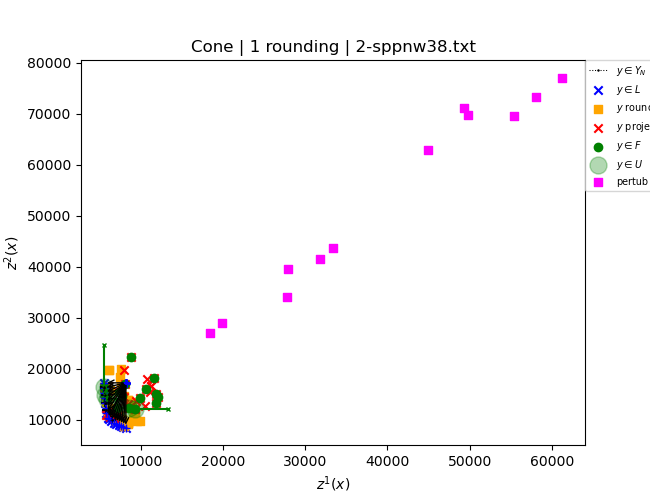 Cone | 1 rounding | 2-sppnw38.txt
80000
70000
60000
50000
40000
30000
20000
10000
z²(x)
10000 20000 30000 40000 50000 60000
z¹(x)
y ∈ Y_N
y ∈ L
y roun
y proje
y ∈ F
y ∈ U
pertub